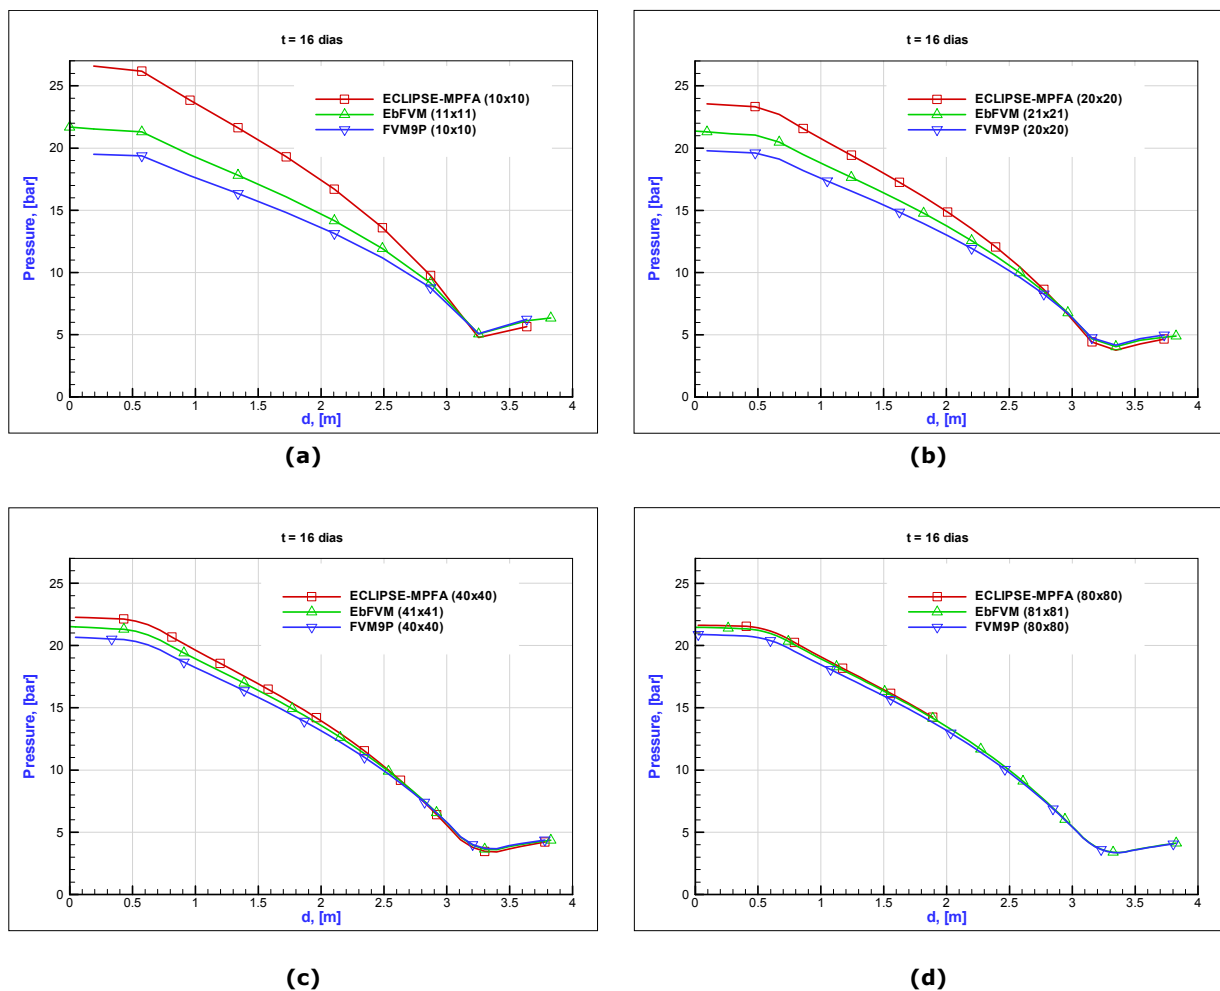 t = 16 dias
ECLIPSE-MPFA (10x10)
EbFVM (11x11)
FVM9P (10x10)
Pressure, [bar]
25
20
15
10
5
0
0 0.5 1 1.5 2 2.5 3 3.5 4
d, [m]
(a)
t = 16 dias
ECLIPSE-MPFA (20x20)
EbFVM (21x21)
FVM9P (20x20)
Pressure, [bar]
25
20
15
10
5
0
0 0.5 1 1.5 2 2.5 3 3.5 4
d, [m]
(b)
t = 16 dias
ECLIPSE-MPFA (40x40)
EbFVM (41x41)
FVM9P (40x40)
Pressure, [bar]
25
20
15
10
5
0
0 0.5 1 1.5 2 2.5 3 3.5 4
d, [m]
(c)
t = 16 dias
ECLIPSE-MPFA (80x80)
EbFVM (81x81)
FVM9P (80x80)
Pressure, [bar]
25
20
15
10
5
0
0 0.5 1 1.5 2 2.5 3 3.5 4
d, [m]
(d)